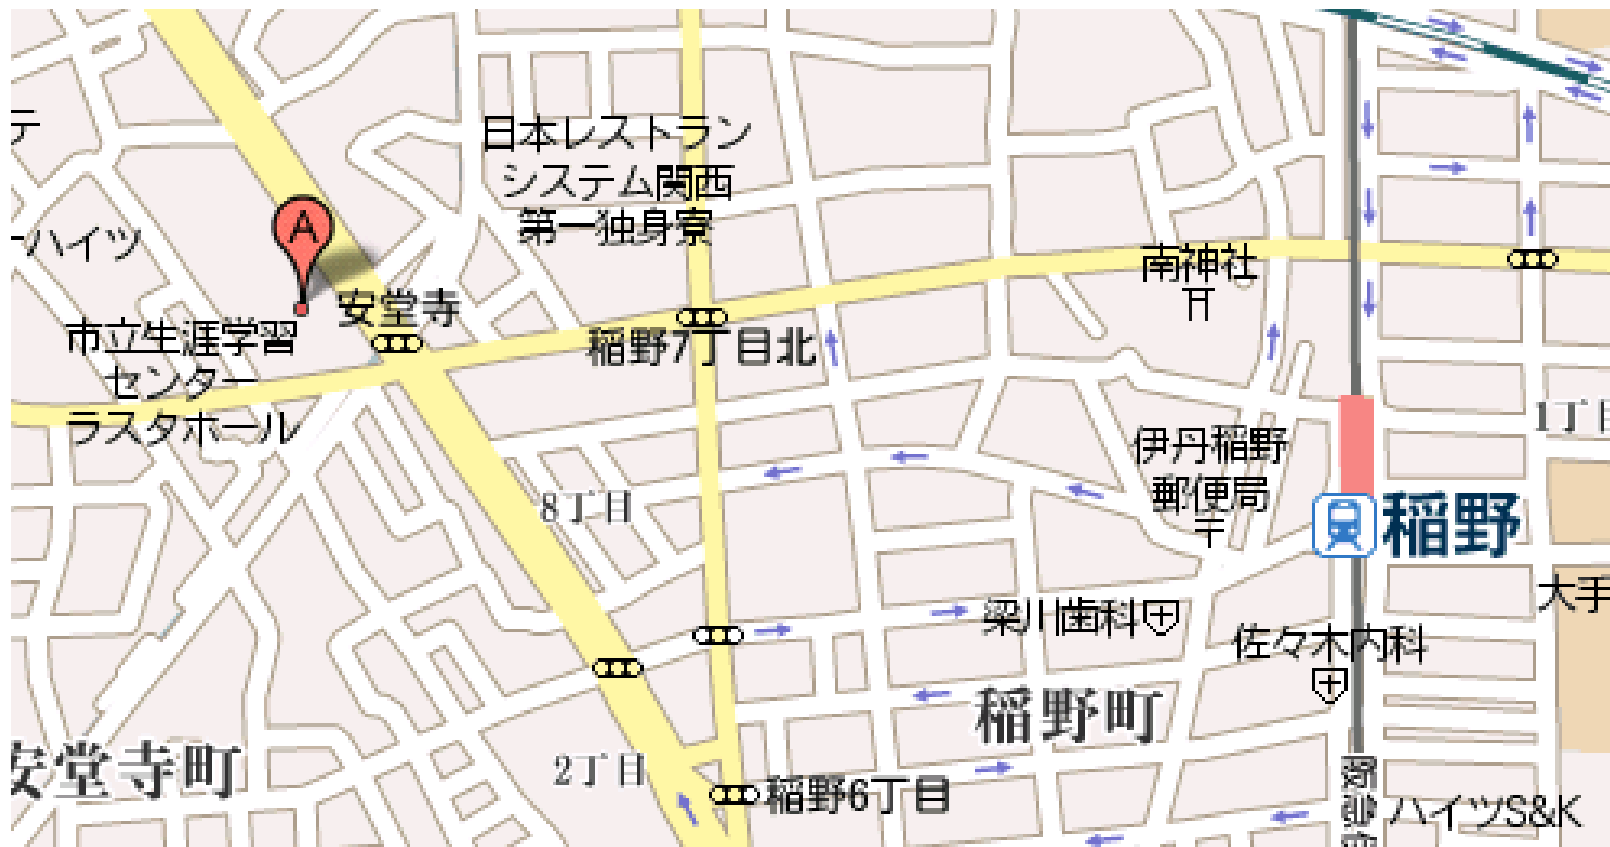 テ
日本レストラン
システム関西
第一独身寮
ーハイツ
A
南神社
安堂寺
市立生涯学習
センター
ラスタホール
稲野7丁目北
1丁目
伊丹稲野
郵便局
8丁目
稲野
大手
梁川歯科
佐々木内科
稲野町
安堂寺町
2丁目
稲野6丁目
ハイツS&K